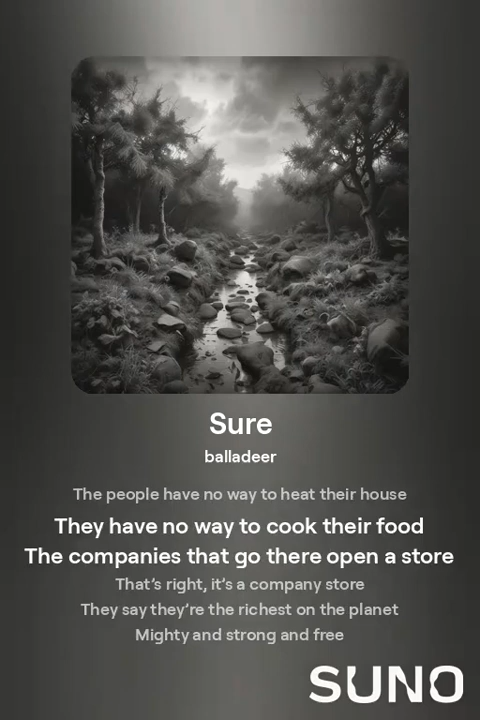 Sure
balladeer
The people have no way to heat their house
They have no way to cook their food
The companies that go there open a store
That's right, it's a company store
They say they're the richest on the planet
Mighty and strong and free
SUNO